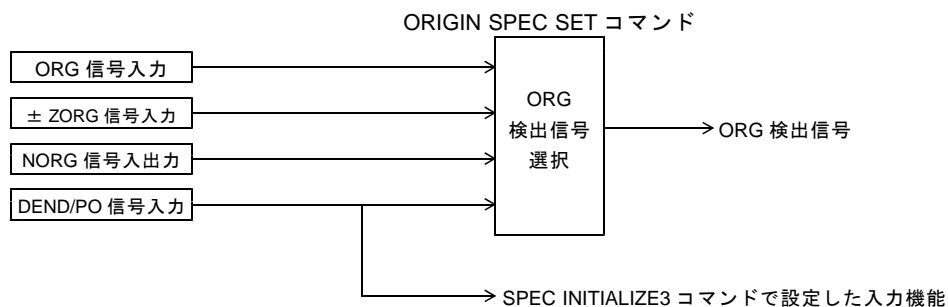 ORIGIN SPEC SET コマンド
ORG 信号入力
± ZORG 信号入力
NORG 信号入出力
DEND/PO 信号入力
ORG
検出信号
選択
ORG 検出信号
SPEC INITIALIZE3 コマンドで設定した入力機能